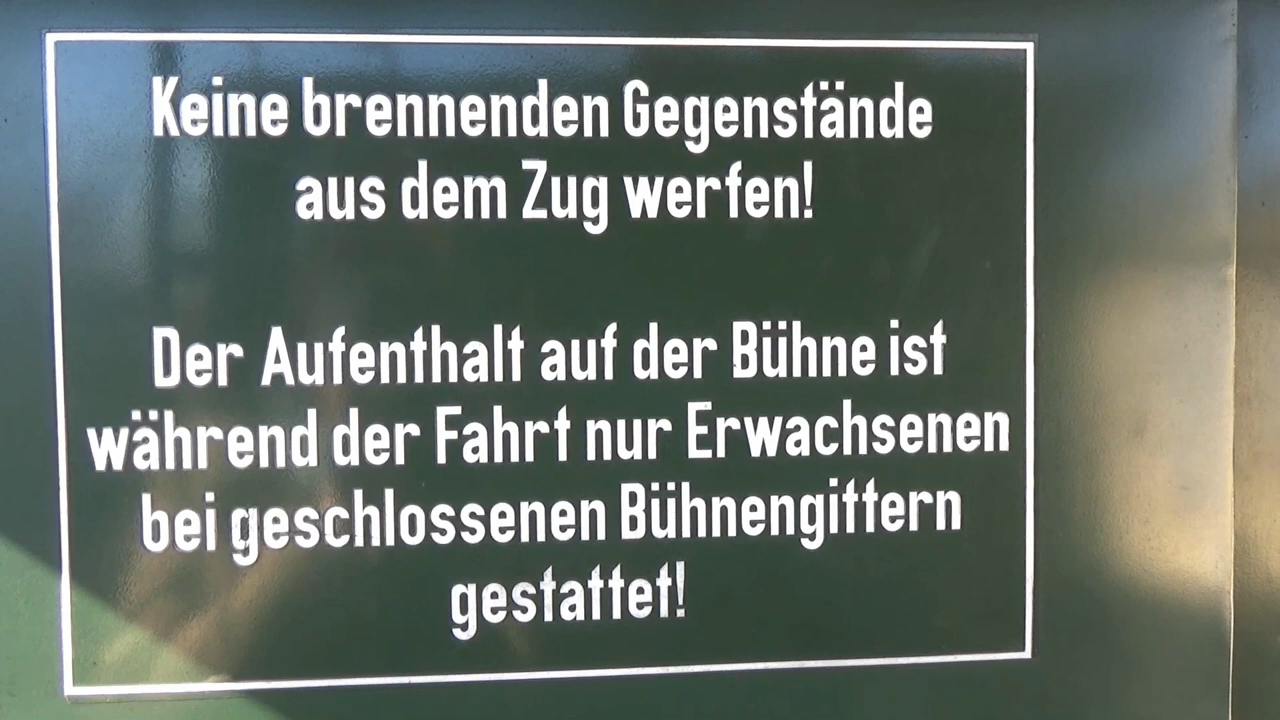 Keine brennenden Gegenstände
aus dem Zug werfen!
Der Aufenthalt auf der Bühne ist
während der Fahrt nur Erwachsenen
bei geschlossenen Bühnengittern
gestattet!